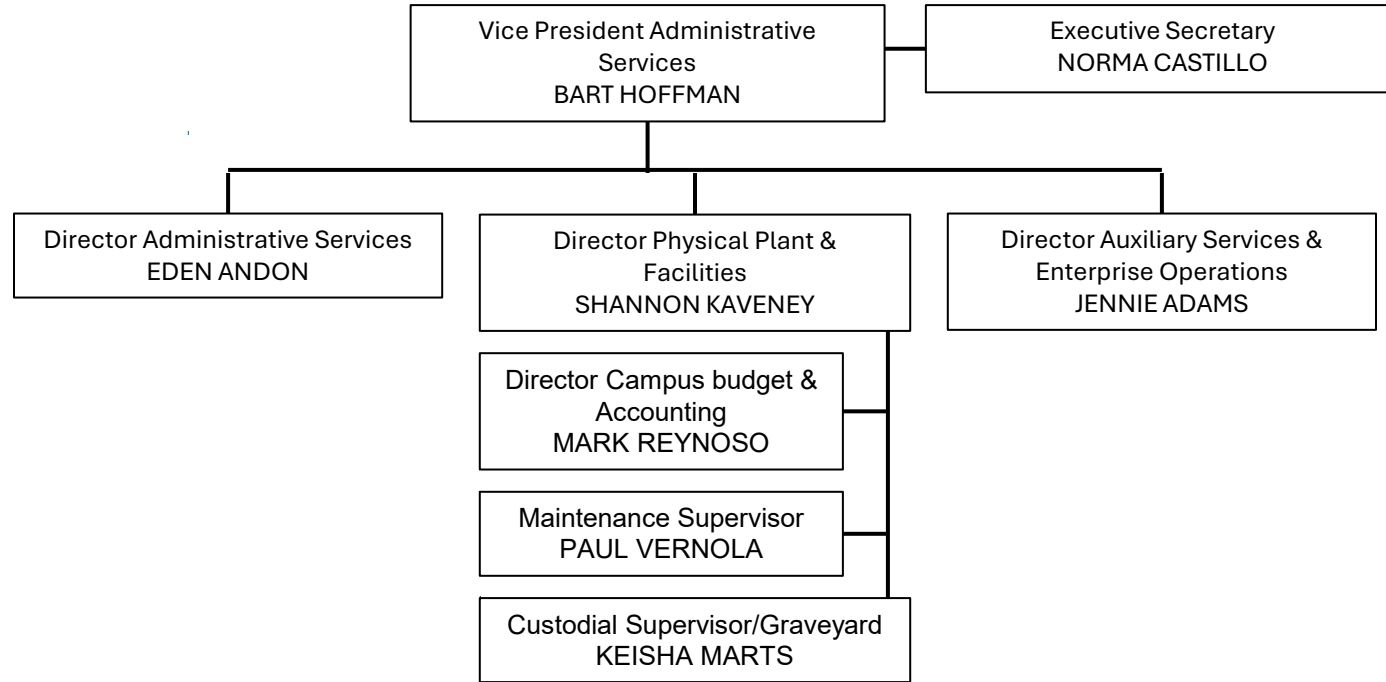 Vice President Administrative
Services
BART HOFFMAN
Executive Secretary
NORMA CASTILLO
Director Administrative Services
EDEN ANDON
Director Physical Plant &
Facilities
SHANNON KAVENEY
Director Auxiliary Services &
Enterprise Operations
JENNIE ADAMS
Director Campus budget &
Accounting
MARK REYNOSO
Maintenance Supervisor
PAUL VERNOLA
Custodial Supervisor/Graveyard
KEISHA MARTS